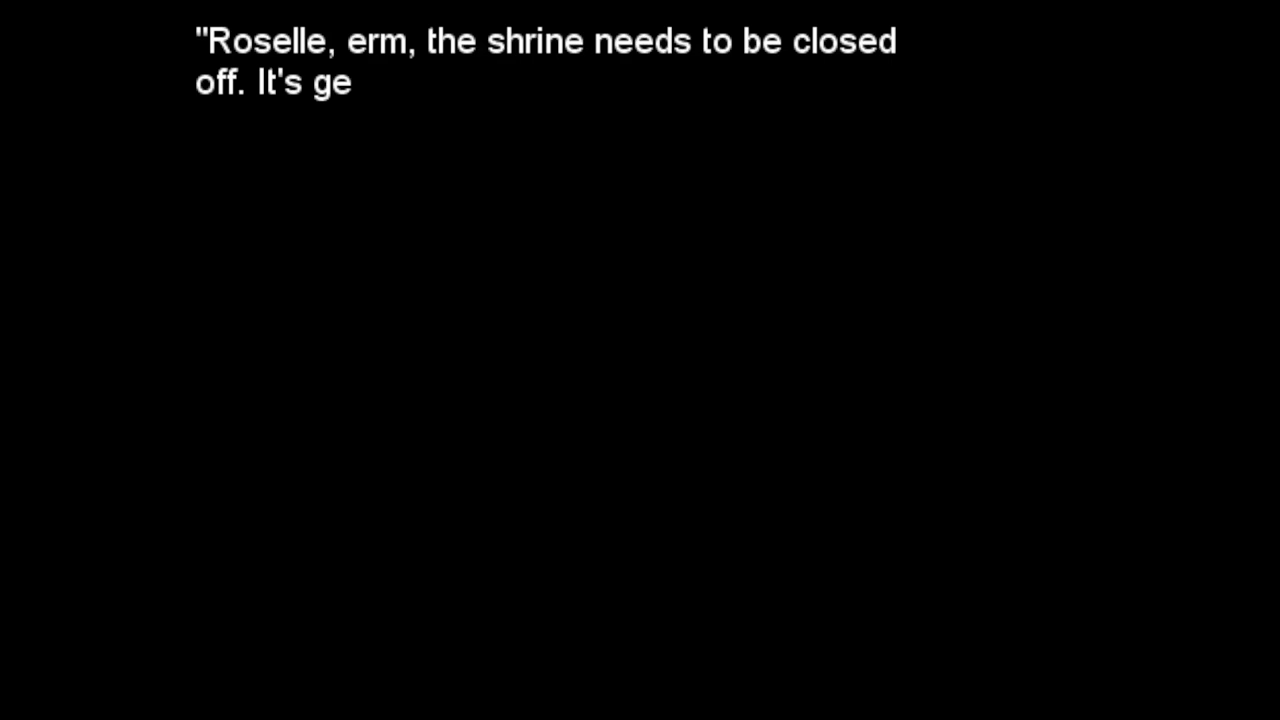 "Roselle, erm, the shrine needs to be closed
off. It's ge